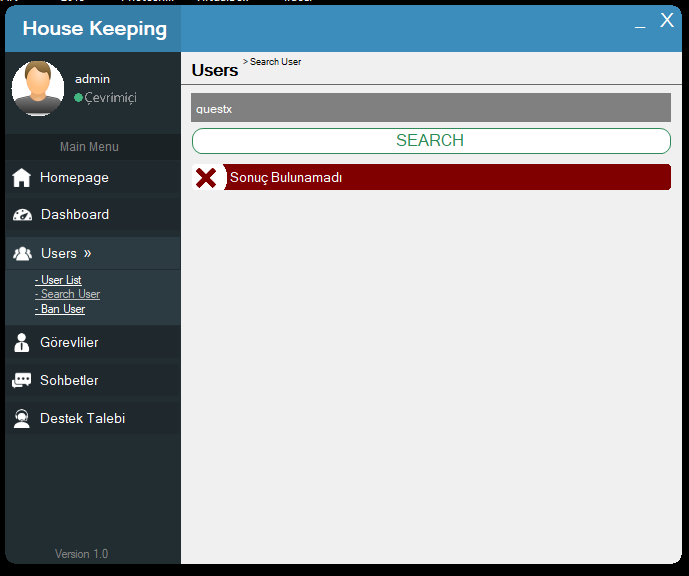 House Keeping
_ X
admin
Çevrimiçi
Main Menu
Homepage
Dashboard
Users »
- User List
- Search User
- Ban User
Görevliler
Sohbetler
Destek Talebi
Version 1.0
Users > Search User
questx
SEARCH
Sonuç Bulunamadı